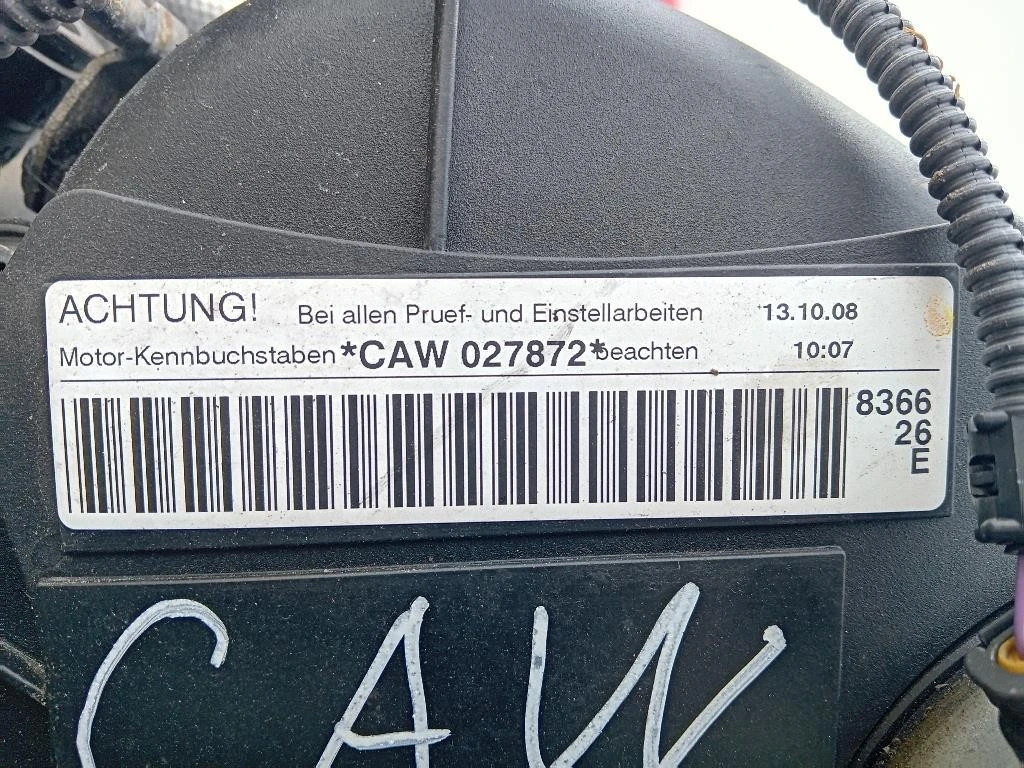 ACHTUNG! Bei allen Pruef- und Einstellarbeiten 13.10.08
Motor-Kennbuchstaben *CAW 027872* beachten 10:07
8366
26
E
CAW